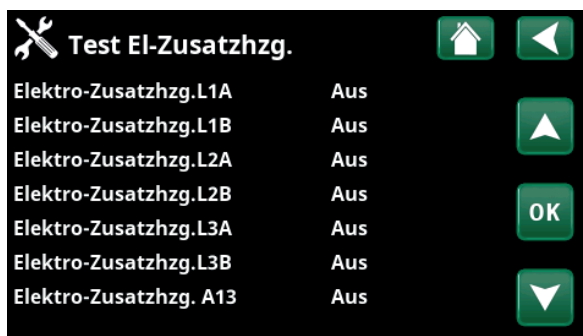 Test El-Zusatzhzg.
Elektro-Zusatzhzg.L1A Aus
Elektro-Zusatzhzg.L1B Aus
Elektro-Zusatzhzg.L2A Aus
Elektro-Zusatzhzg.L2B Aus
OK
Elektro-Zusatzhzg.L3A Aus
Elektro-Zusatzhzg.L3B Aus
Elektro-Zusatzhzg. A13 Aus